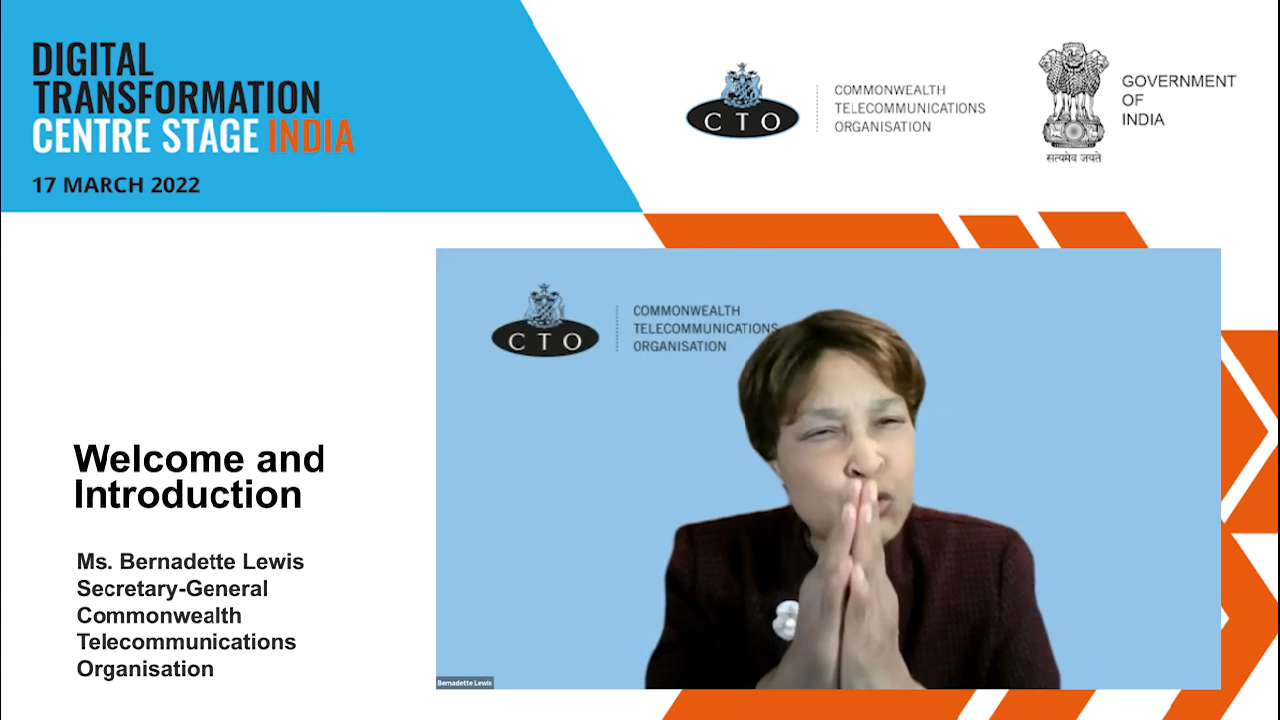 DIGITAL
TRANSFORMATION
CENTRE STAGE INDIA
17 MARCH 2022
CTO
COMMONWEALTH
TELECOMMUNICATIONS
ORGANISATION
सत्यमेव जयते
GOVERNMENT
OF
INDIA
CTO
COMMONWEALTH
TELECOMMUNICATIONS
ORGANISATION
Welcome and
Introduction
Ms. Bernadette Lewis
Secretary-General
Commonwealth
Telecommunications
Organisation
Bernadette Lewis